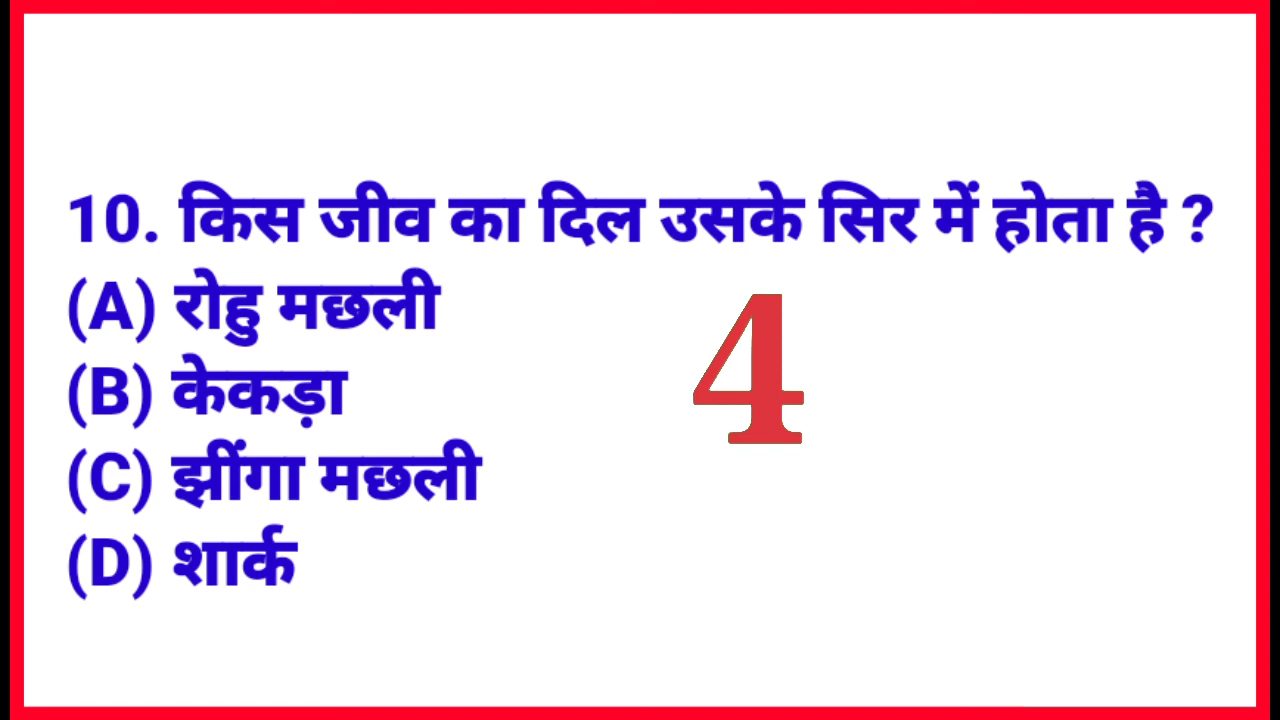 10. किस जीव का दिल उसके सिर में होता है ?
(A) रोहु मछली
4
(B) केकड़ा
(C) झींगा मछली
(D) शार्क